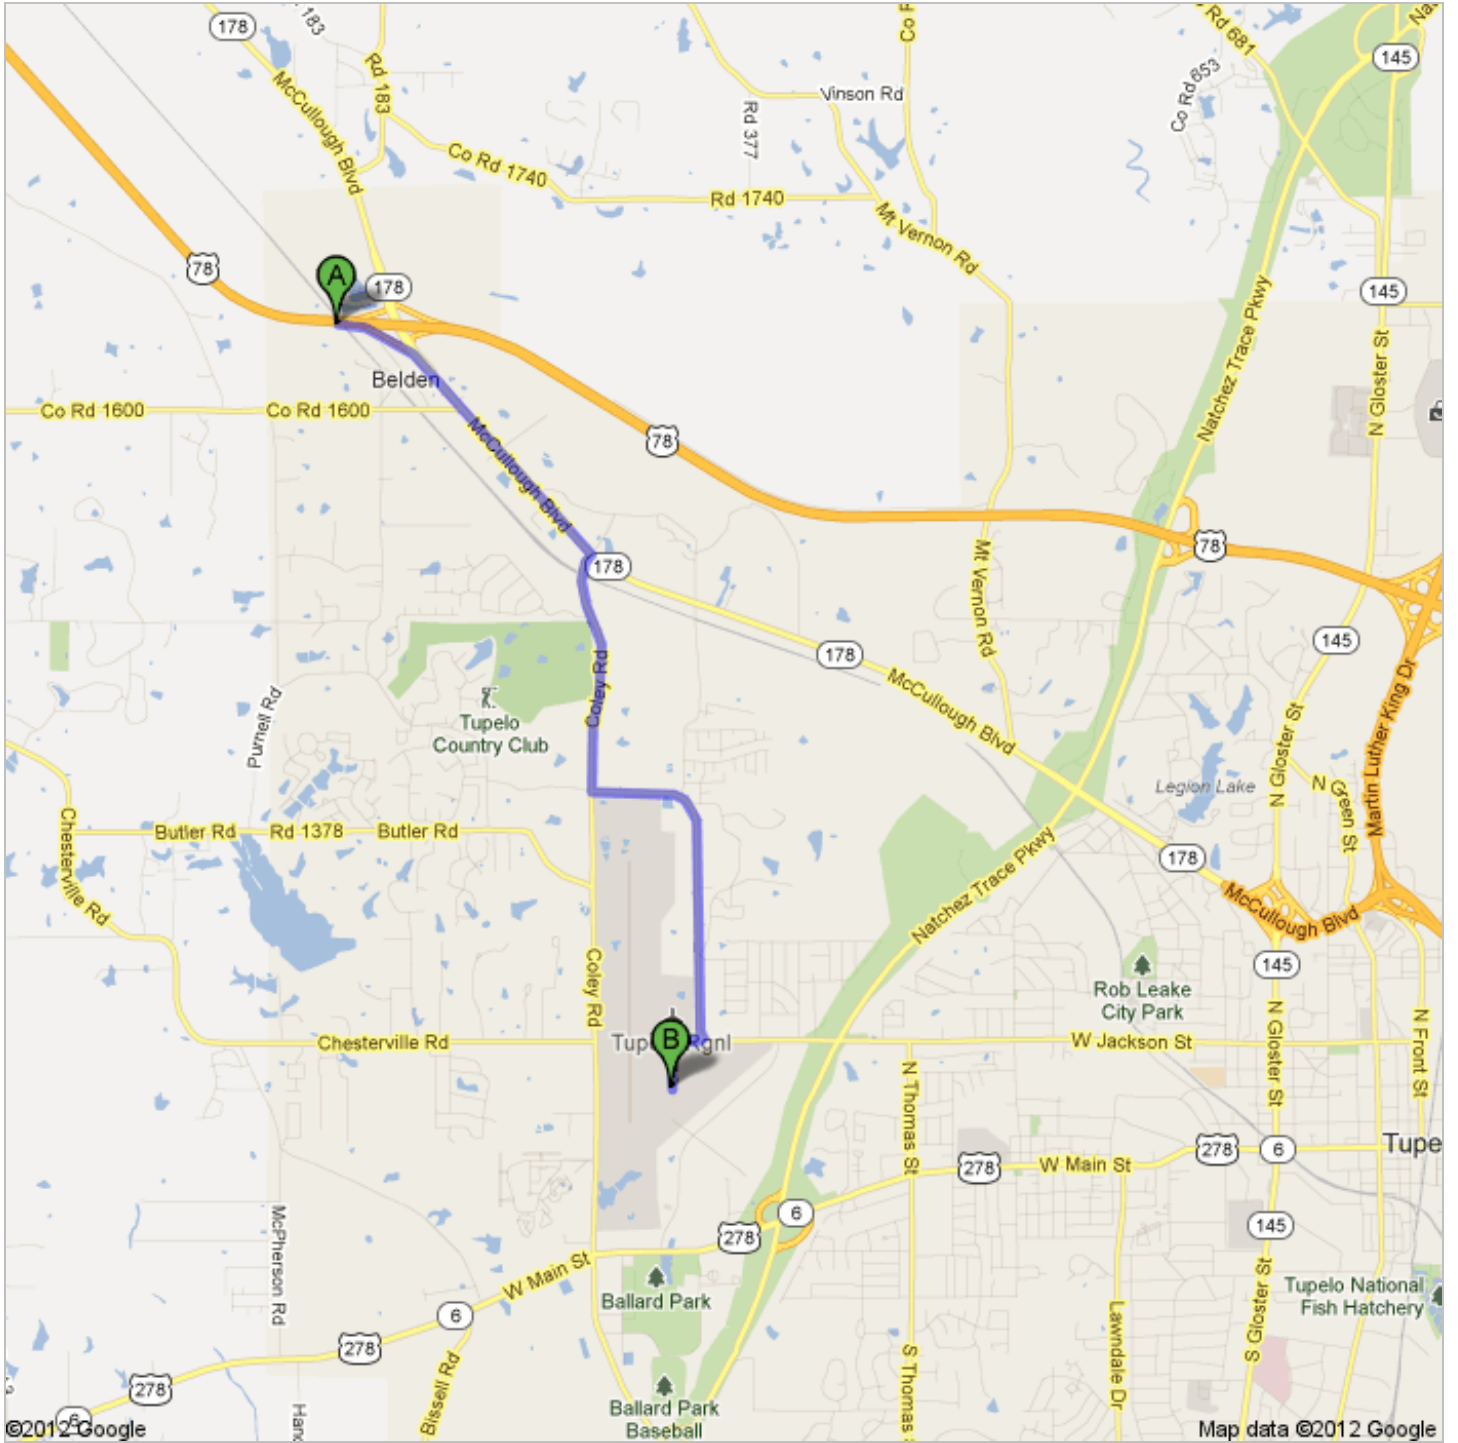 178
183
Co R
Rd 681
145
Rd 183
McCullough Blvd
Vinson Rd
Co Rd 653
Rd 377
Co Rd 1740
Rd 1740
Mt Vernon Rd
78
A
178
145
Natchez Trace Pkwy
N Gloster St
Belden
Co Rd 1600
Co Rd 1600
McCullough Blvd
78
78
178
Mt Vernon Rd
145
178
Coley Rd
McCullough Blvd
Purnell Rd
Tupelo
Country Club
N Gloster St
Martin Luther King Dr
Legion Lake
N Green St
Chesterville Rd
Butler Rd
Rd 1378
Butler Rd
Natchez Trace Pkwy
178
McCullough Blvd
145
Coley Rd
Rob Leake
City Park
N Gloster St
N Front St
Chesterville Rd
B
W Jackson St
N Thomas St
Tupe
278
6
278
W Main St
6
278
145
McPherson Rd
W Main St
Ballard Park
Tupelo National
Fish Hatchery
6
278
S Gloster St
Lawndale Dr
S Thomas S
Bissell Rd
278
6
Ballard Park
Baseball
©2012 Google
Map data ©2012 Google